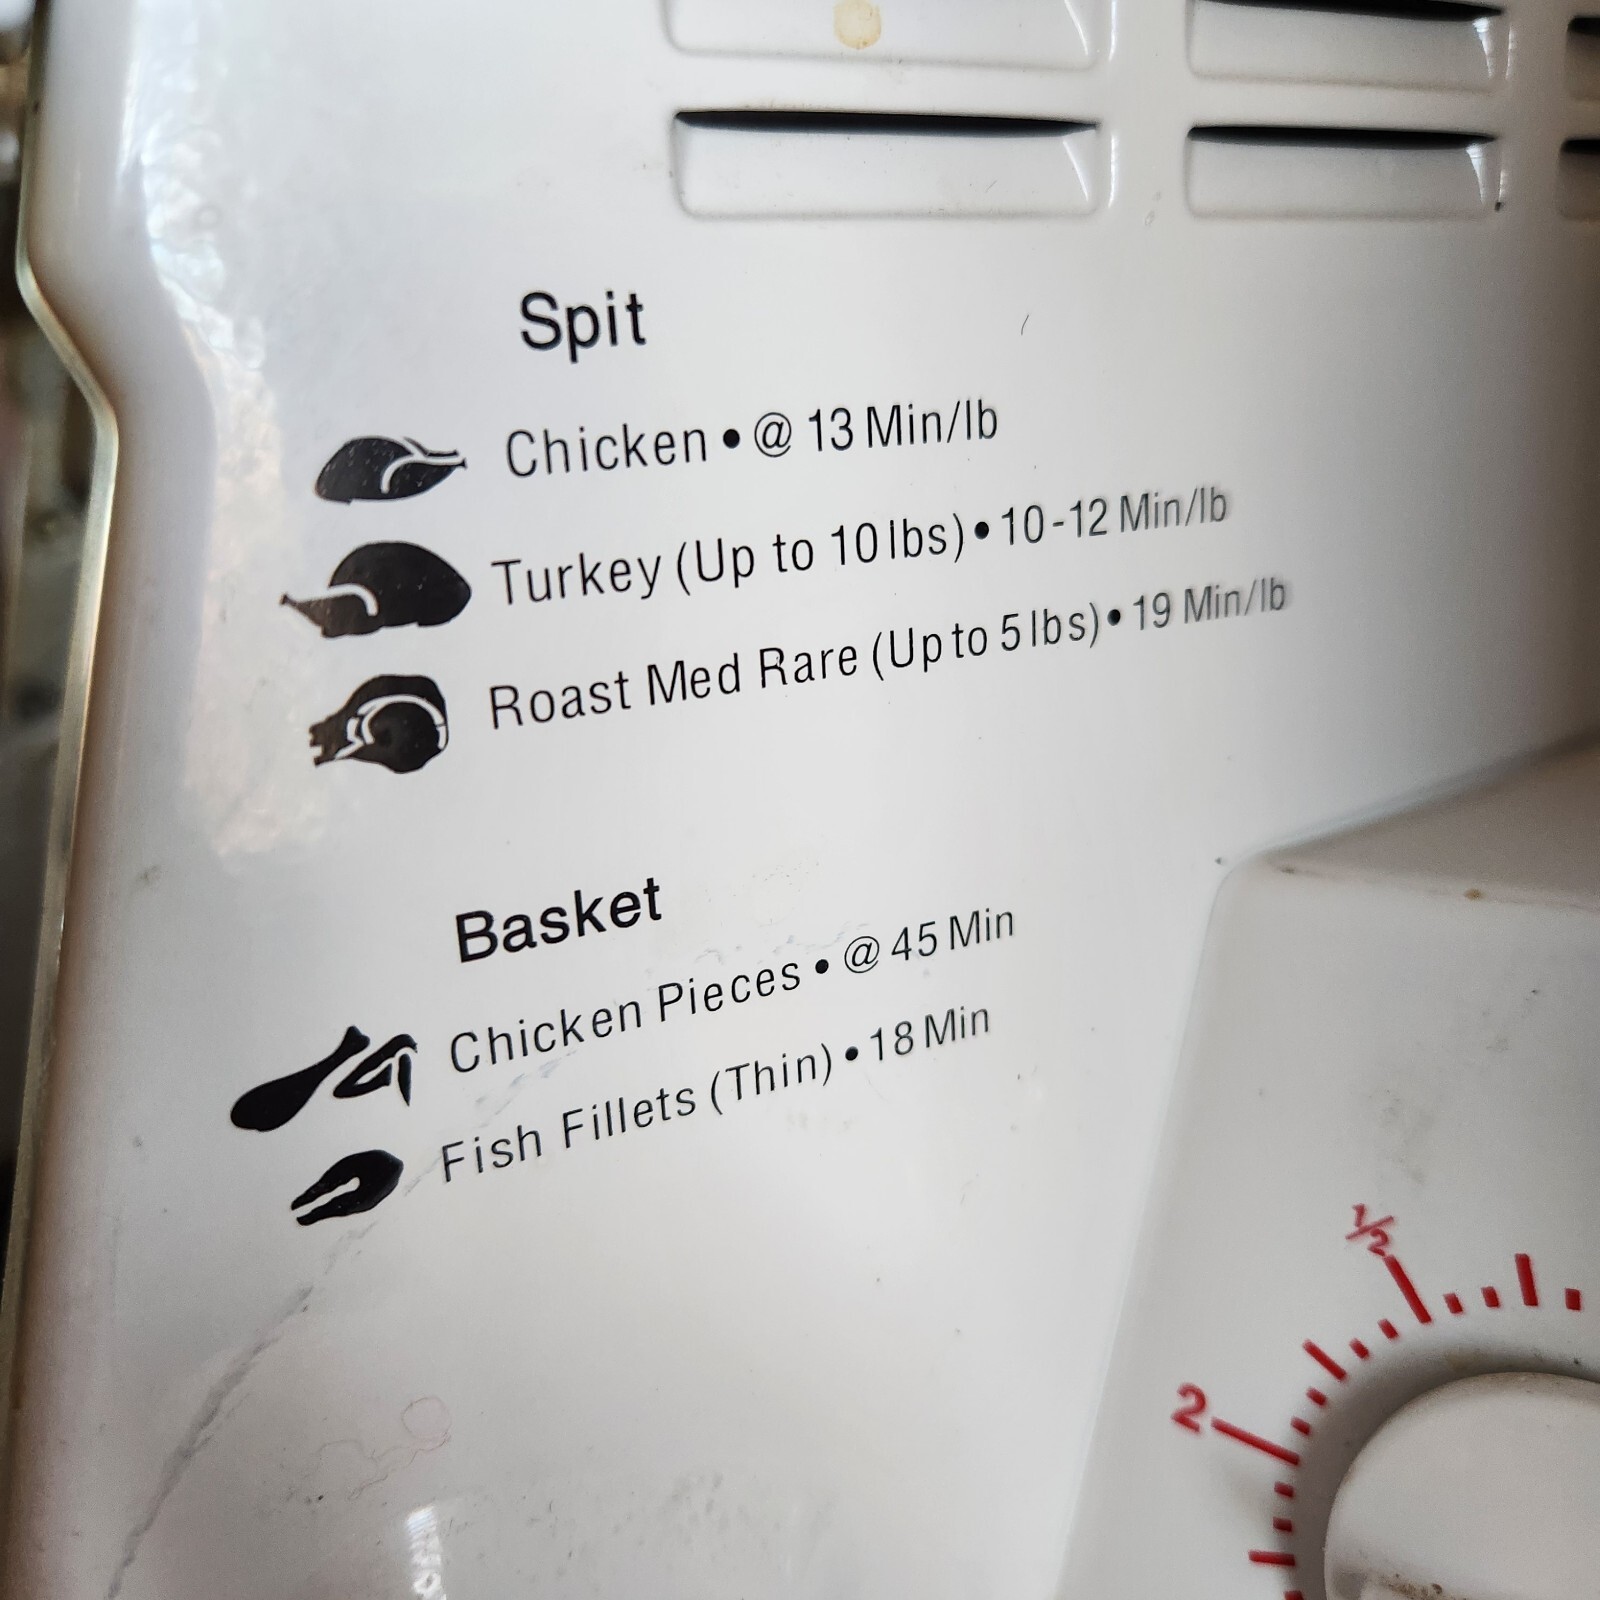 Spit
Chicken • @ 13 Min/lb
Turkey (Up to 10 lbs) • 10-12 Min/lb
Roast Med Rare (Up to 5 lbs) • 19 Min/lb
Basket
Chicken Pieces • @ 45 Min
Fish Fillets (Thin) • 18 Min
½
2